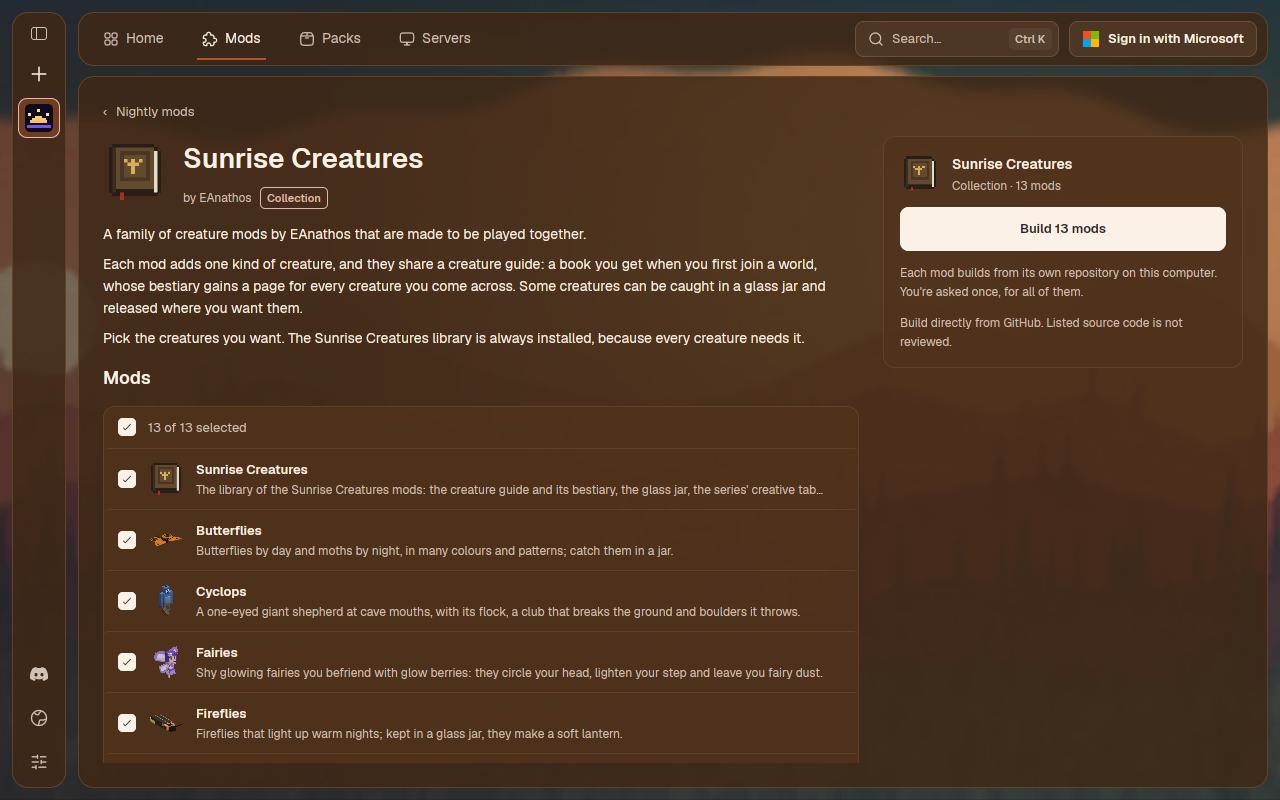 Home
Mods
Packs
Servers
Search...
Ctrl K
Sign in with Microsoft
‹ Nightly mods
Sunrise Creatures
by EAnathos
Collection
A family of creature mods by EAnathos that are made to be played together.
Each mod adds one kind of creature, and they share a creature guide: a book you get when you first join a world,
whose bestiary gains a page for every creature you come across. Some creatures can be caught in a glass jar and
released where you want them.
Pick the creatures you want. The Sunrise Creatures library is always installed, because every creature needs it.
Mods
13 of 13 selected
Sunrise Creatures
The library of the Sunrise Creatures mods: the creature guide and its bestiary, the glass jar, the series' creative tab...
Butterflies
Butterflies by day and moths by night, in many colours and patterns; catch them in a jar.
Cyclops
A one-eyed giant shepherd at cave mouths, with its flock, a club that breaks the ground and boulders it throws.
Fairies
Shy glowing fairies you befriend with glow berries: they circle your head, lighten your step and leave you fairy dust.
Fireflies
Fireflies that light up warm nights; kept in a glass jar, they make a soft lantern.
Sunrise Creatures
Collection · 13 mods
Build 13 mods
Each mod builds from its own repository on this computer.
You're asked once, for all of them.
Build directly from GitHub. Listed source code is not
reviewed.